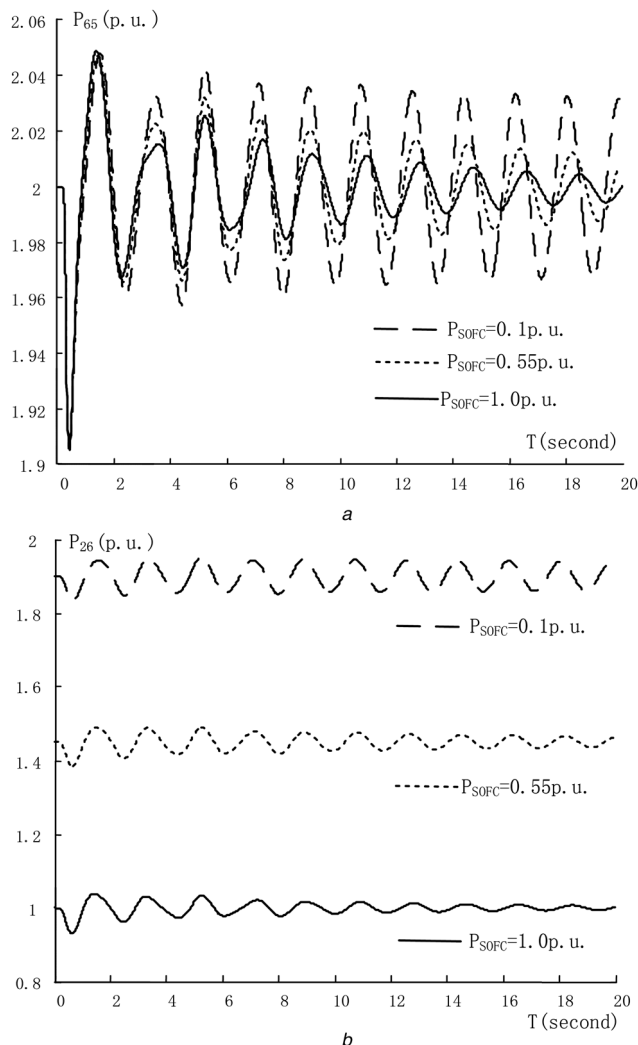 P65(p.u.)
2.06
2.04
2.02
2
1.98
1.96
1.94
1.92
1.9
PSOFC=0.1p.u.
PSOFC=0.55p.u.
PSOFC=1.0p.u.
T(second)
0 2 4 6 8 10 12 14 16 18 20
a
P26(p.u.)
2
1.8
1.6
1.4
1.2
1
0.8
PSOFC=0.1p.u.
PSOFC=0.55p.u.
PSOFC=1.0p.u.
0 2 4 6 8 10 12 14 16 18 20
T(second)
b